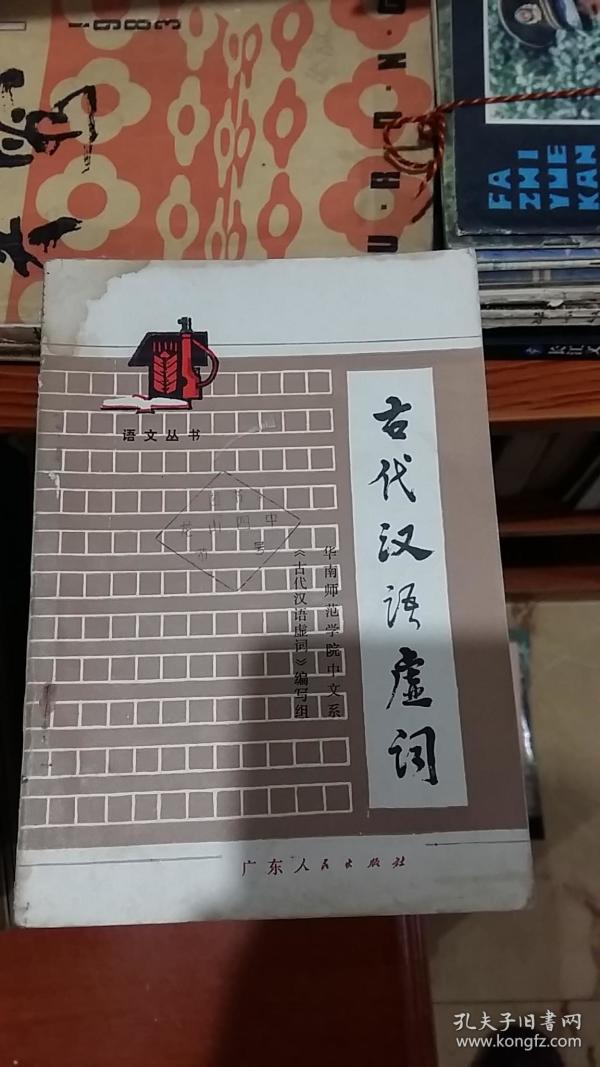 1983
FA
ZHI
YUE
KAN
语文丛书
古代汉语虚词
华南师范学院中文系
《古代汉语虚词》编写组
广东人民出版社
孔夫子旧书网
www.kongfz.com